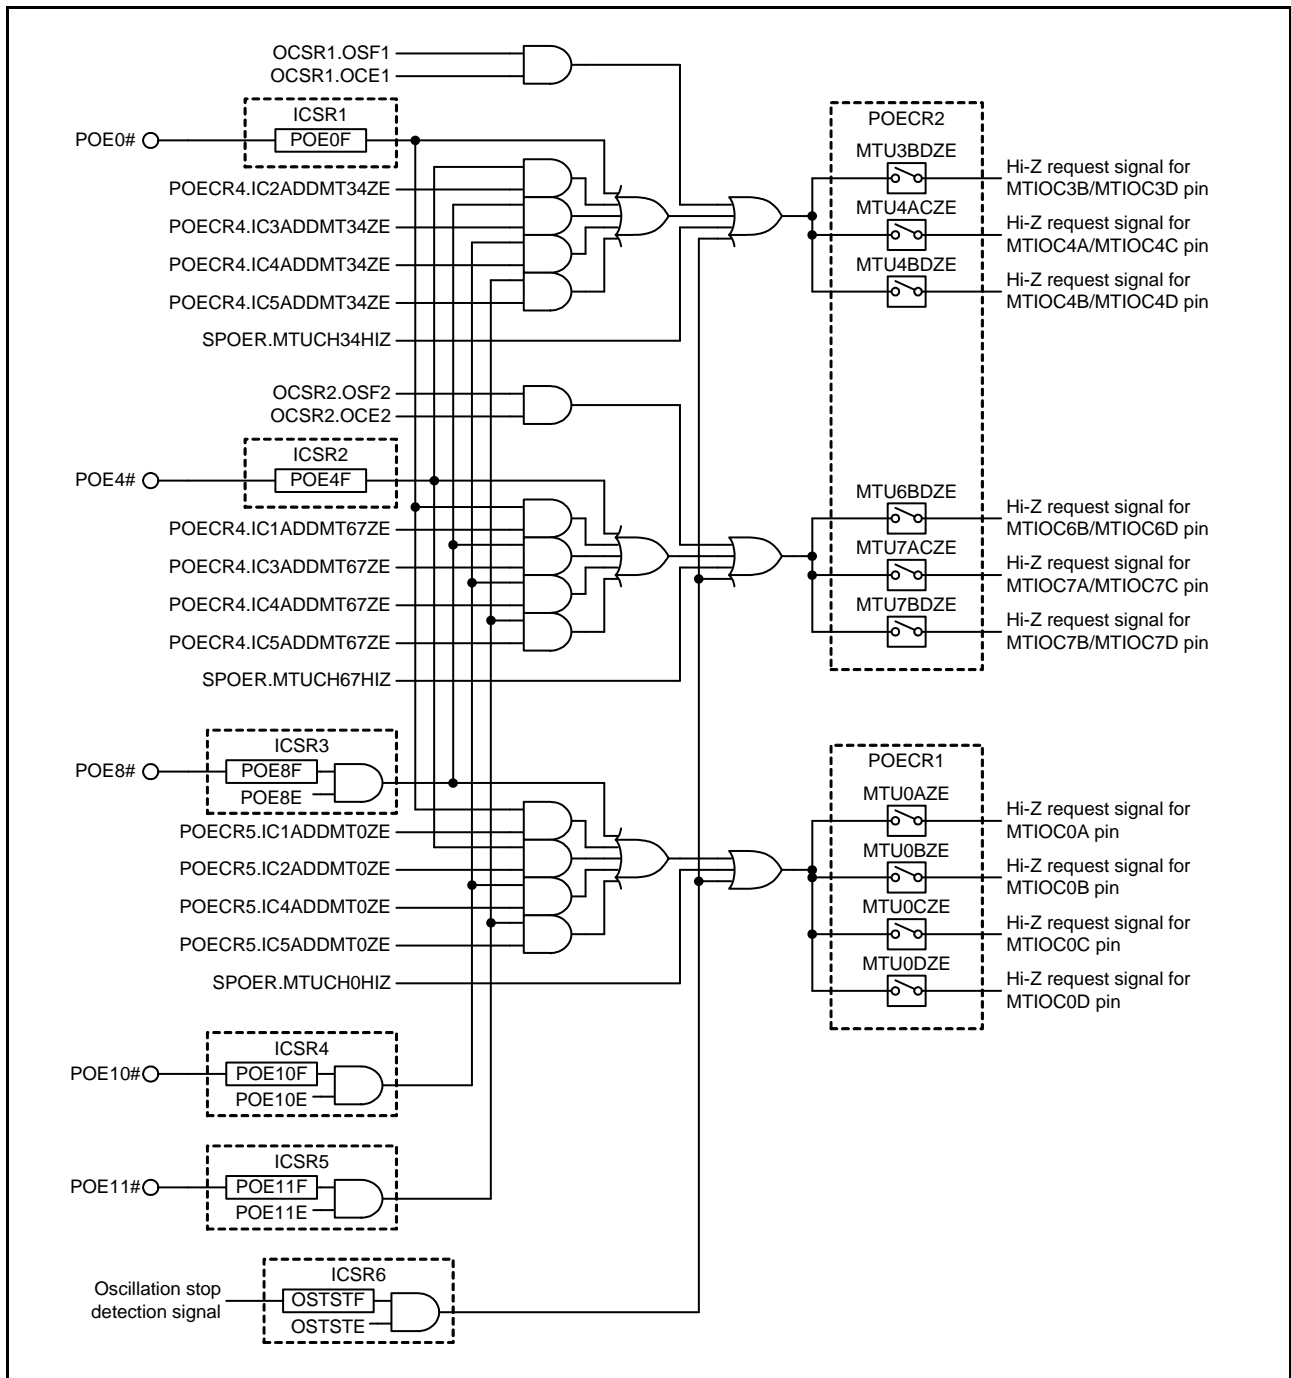 OCSR1.OSF1
OCSR1.OCE1
ICSR1
POE0#
POE0F
POECR4.IC2ADDMT34ZE
POECR4.IC3ADDMT34ZE
POECR4.IC4ADDMT34ZE
POECR4.IC5ADDMT34ZE
SPOER.MTUCH34HIZ
POECR2
MTU3BDZE
Hi-Z request signal for
MTIOC3B/MTIOC3D pin
MTU4ACZE
Hi-Z request signal for
MTIOC4A/MTIOC4C pin
MTU4BDZE
Hi-Z request signal for
MTIOC4B/MTIOC4D pin
OCSR2.OSF2
OCSR2.OCE2
ICSR2
POE4#
POE4F
POECR4.IC1ADDMT67ZE
POECR4.IC3ADDMT67ZE
POECR4.IC4ADDMT67ZE
POECR4.IC5ADDMT67ZE
SPOER.MTUCH67HIZ
MTU6BDZE
Hi-Z request signal for
MTIOC6B/MTIOC6D pin
MTU7ACZE
Hi-Z request signal for
MTIOC7A/MTIOC7C pin
MTU7BDZE
Hi-Z request signal for
MTIOC7B/MTIOC7D pin
ICSR3
POE8#
POE8F
POE8E
POECR5.IC1ADDMT0ZE
POECR5.IC2ADDMT0ZE
POECR5.IC4ADDMT0ZE
POECR5.IC5ADDMT0ZE
SPOER.MTUCH0HIZ
POECR1
MTU0AZE
Hi-Z request signal for
MTIOC0A pin
MTU0BZE
Hi-Z request signal for
MTIOC0B pin
MTU0CZE
Hi-Z request signal for
MTIOC0C pin
MTU0DZE
Hi-Z request signal for
MTIOC0D pin
ICSR4
POE10#
POE10F
POE10E
ICSR5
POE11#
POE11F
POE11E
ICSR6
Oscillation stop
detection signal
OSTSTF
OSTSTE